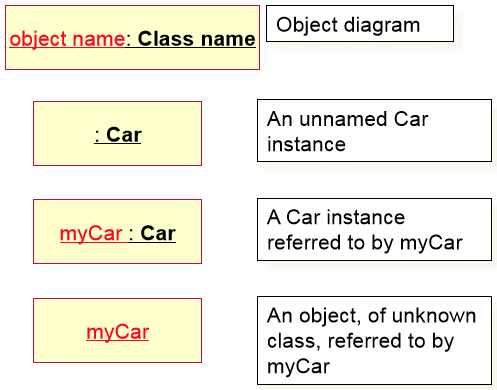 object name: Class name
Object diagram
: Car
An unnamed Car
instance
myCar : Car
A Car instance
referred to by myCar
myCar
An object, of unknown
class, referred to by
myCar